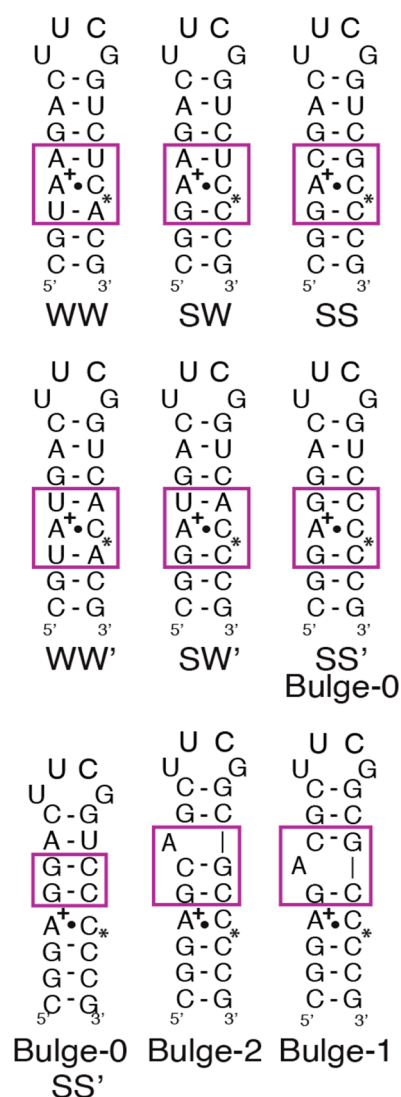 U C U C U C
U G U G U G
C - G C - G C - G
A - U A - U A - U
G - C G - C G - C
A - U A - U C - G
A+•C A+•C A+•C
U - A* G - C* G - C*
G - C G - C G - C
C - G C - G C - G
5' 3' 5' 3' 5' 3'
WW SW SS
U C U C U C
U G U G U G
C - G C - G C - G
A - U A - U A - U
G - C G - C G - C
U - A U - A G - C
A+•C A+•C A+•C
U - A* G - C* G - C*
G - C G - C G - C
C - G C - G C - G
5' 3' 5' 3' 5' 3'
WW' SW' SS'
Bulge-0
U C U C
U C U G U G
U G C - G C - G
C - G G - C G - C
A - U A | C - G
G - C C - G A |
G - C G - C G - C
A+•C* A+•C* A+•C*
G - C G - C G - C
G - C G - C G - C
C - G C - G C - G
5' 3' 5' 3' 5' 3'
Bulge-0 Bulge-2 Bulge-1
SS'